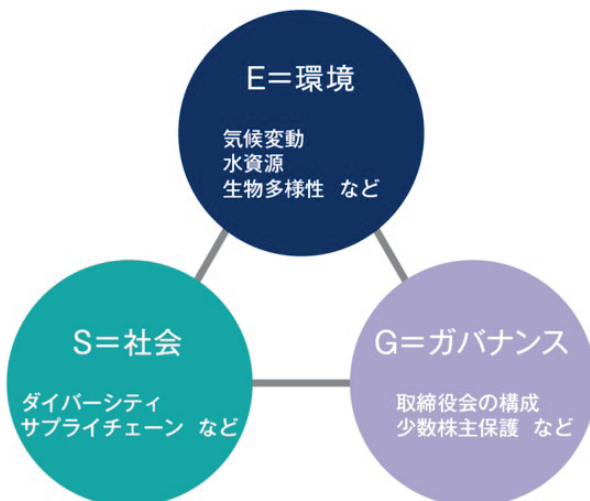 E＝環境
気候変動
水資源
生物多様性 など
S＝社会
ダイバーシティ
サプライチェーン など
G＝ガバナンス
取締役会の構成
少数株主保護 など